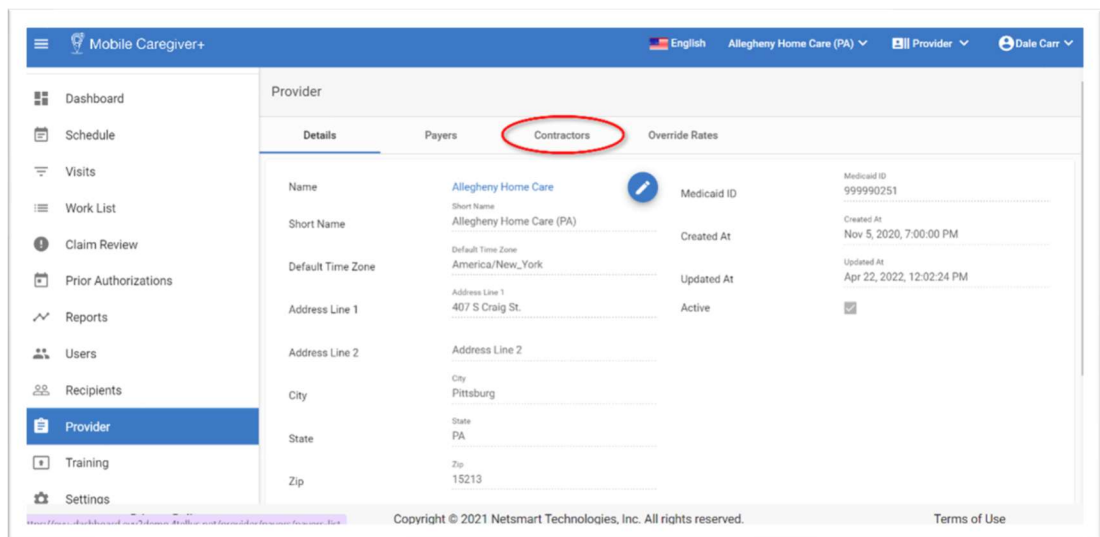 Mobile Caregiver+
English Allegheny Home Care (PA) Provider Dale Carr
Dashboard
Schedule
Visits
Work List
Claim Review
Prior Authorizations
Reports
Users
Recipients
Provider
Training
Settings
Provider
Details Payers Contractors Override Rates
Name Allegheny Home Care
Short Name
Short Name Allegheny Home Care (PA)
Default Time Zone
Default Time Zone America/New_York
Address Line 1
Address Line 1 407 S Craig St.
Address Line 2 Address Line 2
City
City Pittsburg
State
State PA
Zip
Zip 15213
Medicaid ID
Medicaid ID 999990251
Created At
Created At Nov 5, 2020, 7:00:00 PM
Updated At
Updated At Apr 22, 2022, 12:02:24 PM
Active
Copyright © 2021 Netsmart Technologies, Inc. All rights reserved. Terms of Use